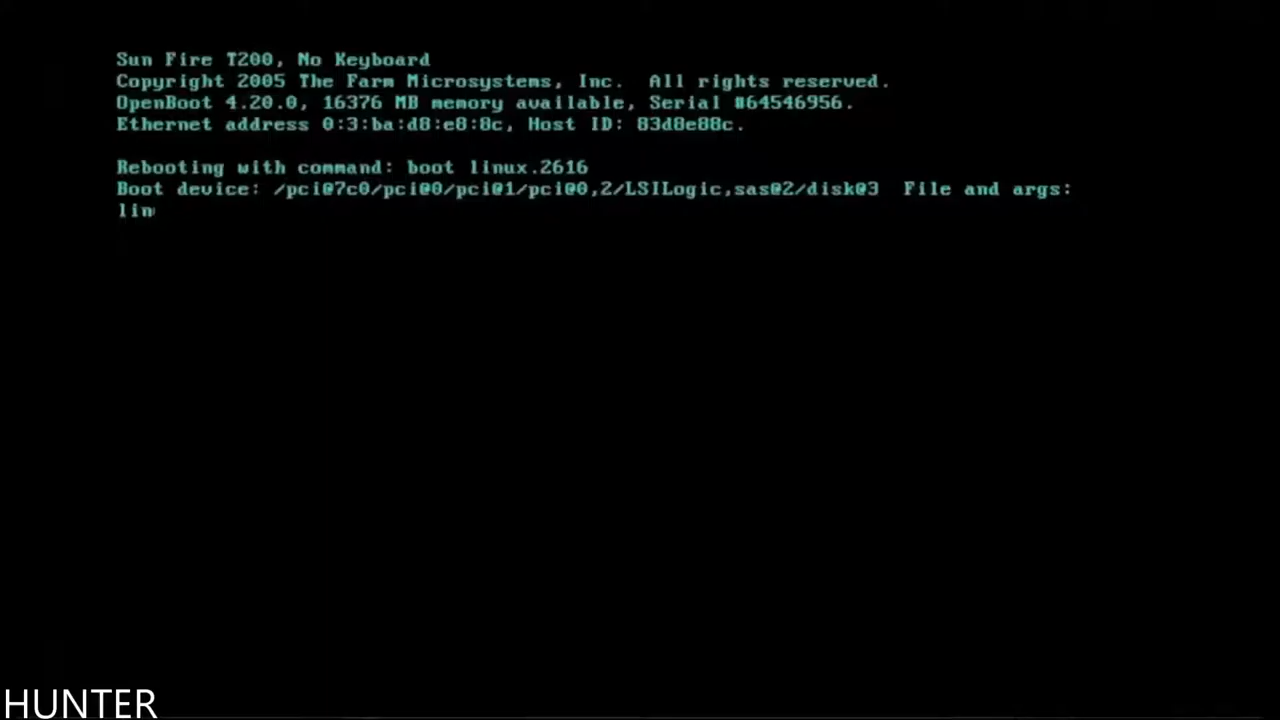 Sun Fire T200, No Keyboard
Copyright 2005 The Farm Microsystems, Inc.  All rights reserved.
OpenBoot 4.20.0, 16376 MB memory available, Serial #64546956.
Ethernet address 0:3:ba:d8:e8:8c, Host ID: 83d8e88c.
Rebooting with command: boot linux.2616
Boot device: /pci@7c0/pci@0/pci@1/pci@0,2/LSILogic,sas@2/disk@3  File and args:
lin
HUNTER